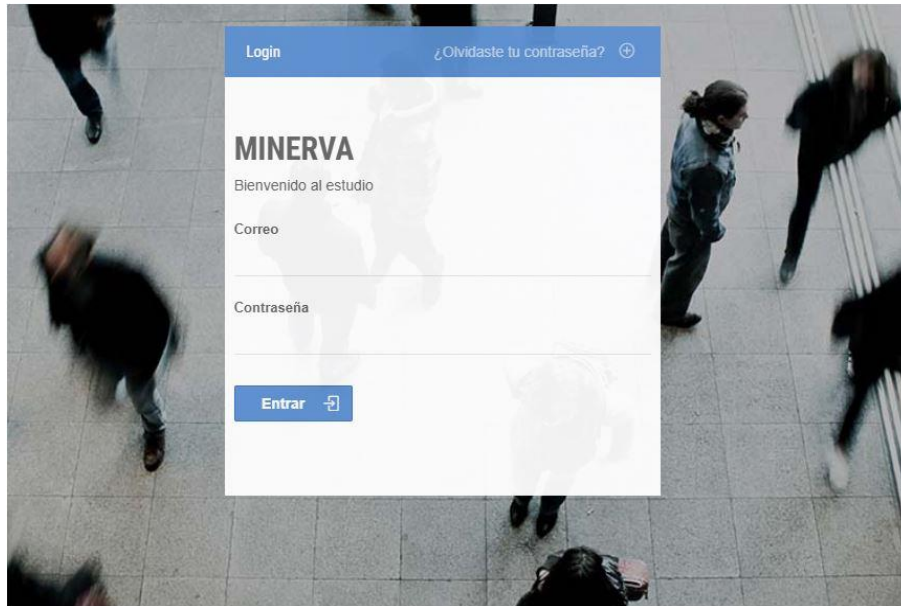 Login
¿Olvidaste tu contraseña?
MINERVA
Bienvenido al estudio
Correo
Contraseña
Entrar